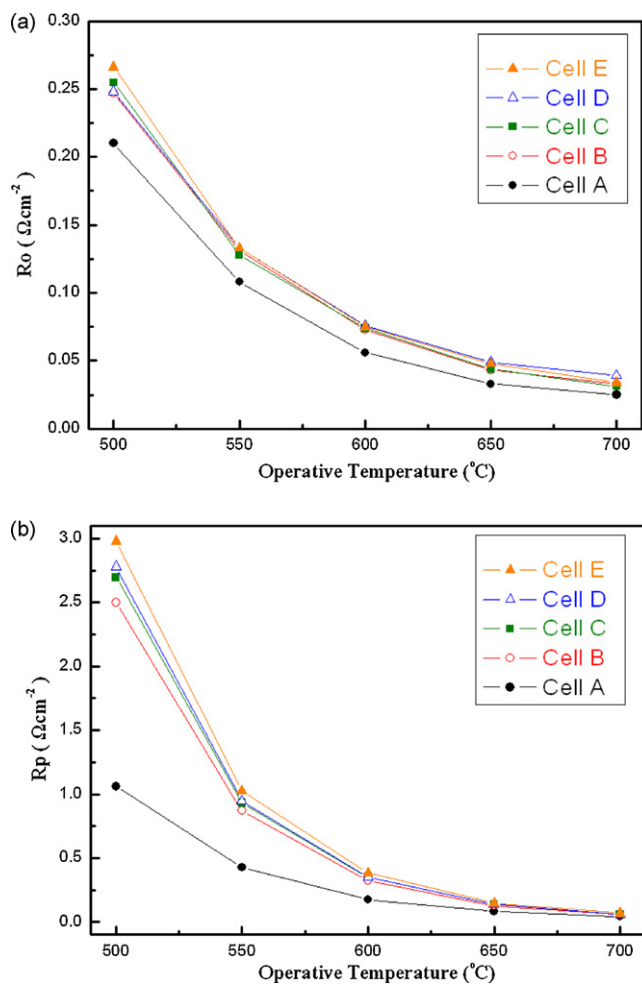 (a)
0.30
0.25
0.20
0.15
0.10
0.05
0.00
Ro ( Ωcm⁻²)
Cell E
Cell D
Cell C
Cell B
Cell A
500 550 600 650 700
Operative Temperature (°C)
(b)
3.0
2.5
2.0
1.5
1.0
0.5
0.0
Rp ( Ωcm⁻²)
Cell E
Cell D
Cell C
Cell B
Cell A
500 550 600 650 700
Operative Temperature (°C)